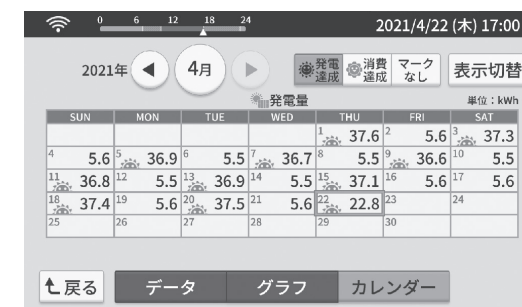 0 6 12 18 24 2021/4/22 (木) 17:00
2021年 4月 発電達成 消費達成 マークなし 表示切替
発電量 単位:kWh
SUN MON TUE WED THU FRI SAT
1 37.6 2 5.6 3 37.3
4 5.6 5 36.9 6 5.5 7 36.7 8 5.5 9 36.6 10 5.5
11 36.8 12 5.5 13 36.9 14 5.5 15 37.1 16 5.6 17 5.6
18 37.4 19 5.6 20 37.5 21 5.6 22 22.8 23 24
25 26 27 28 29 30
戻る データ グラフ カレンダー